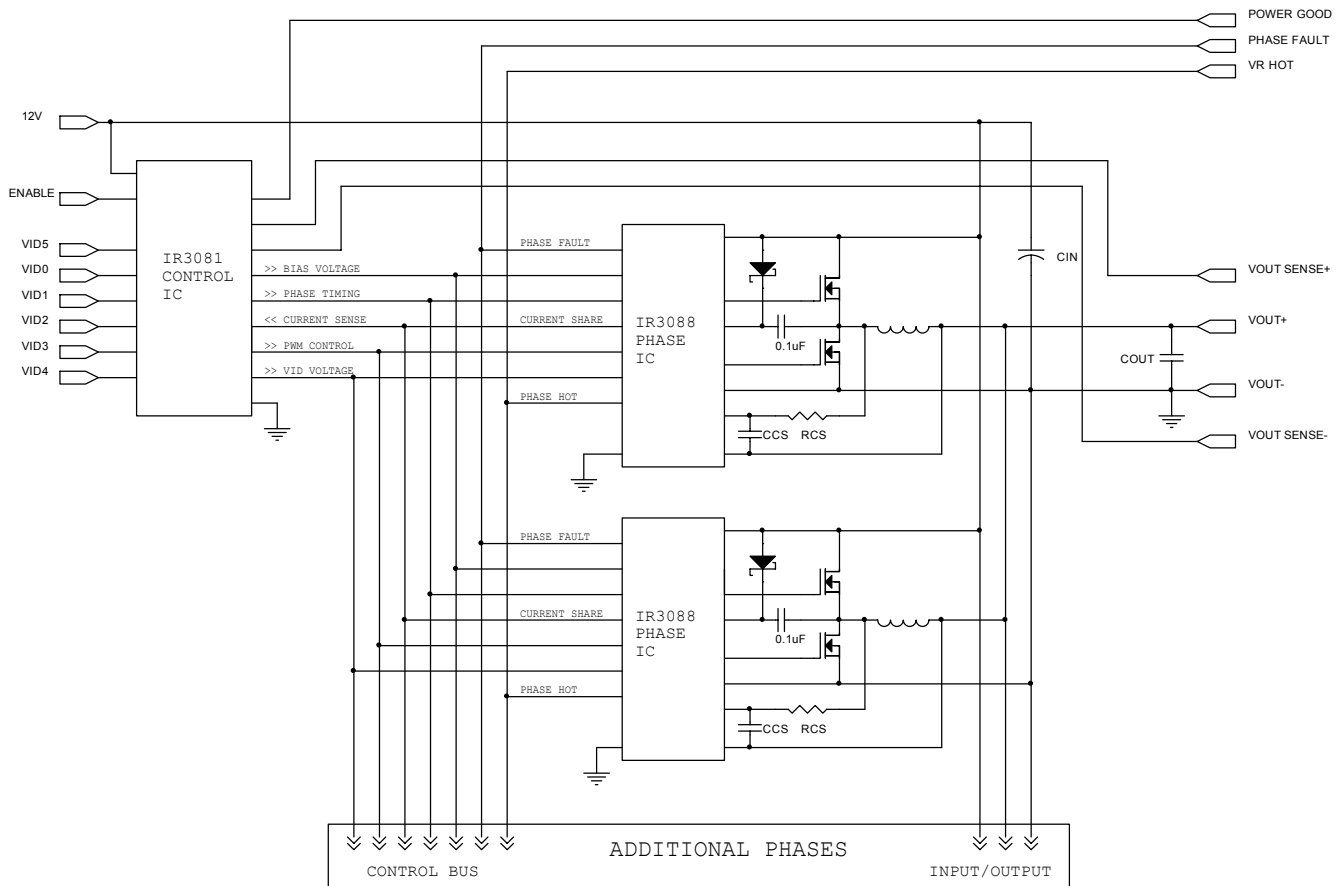 POWER GOOD
PHASE FAULT
VR HOT
12V
ENABLE
VID5
VID0
VID1
VID2
VID3
VID4
IR3081
CONTROL
IC
>> BIAS VOLTAGE
>> PHASE TIMING
<< CURRENT SENSE
>> PWM CONTROL
>> VID VOLTAGE
PHASE FAULT
CURRENT SHARE
PHASE HOT
IR3088
PHASE
IC
0.1uF
CCS RCS
CIN
COUT
VOUT SENSE+
VOUT+
VOUT-
VOUT SENSE-
PHASE FAULT
CURRENT SHARE
PHASE HOT
IR3088
PHASE
IC
0.1uF
CCS RCS
ADDITIONAL PHASES
CONTROL BUS
INPUT/OUTPUT